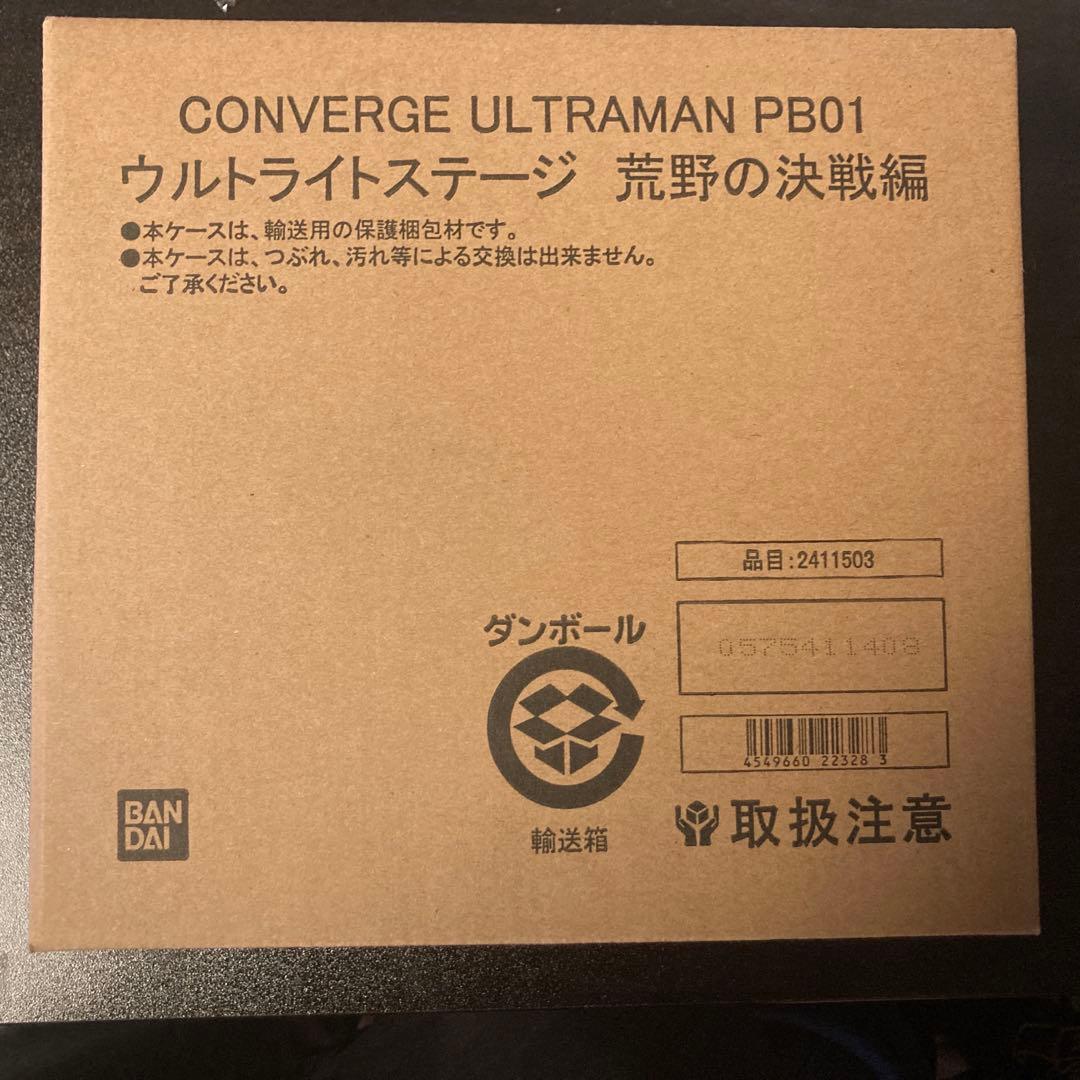 CONVERGE ULTRAMAN PB01
ウルトライトステージ 荒野の決戦編
●本ケースは、輸送用の保護梱包材です。
●本ケースは、つぶれ、汚れ等による交換は出来ません。
ご了承ください。
品目:2411503
ダンボール
0575411408
4549660 22328 3
BAN
DAI
輸送箱
取扱注意